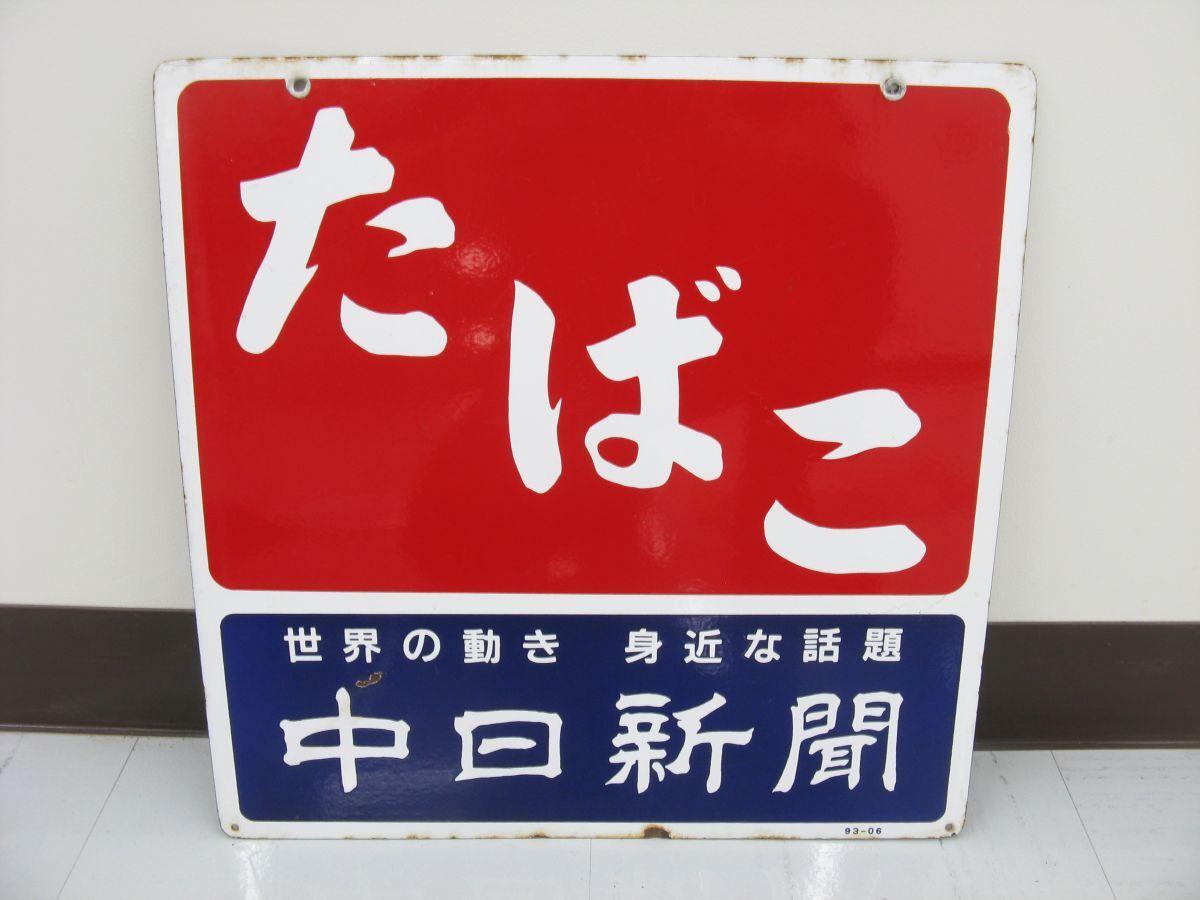 たばこ
世界の動き 身近な話題
中日新聞
93-06